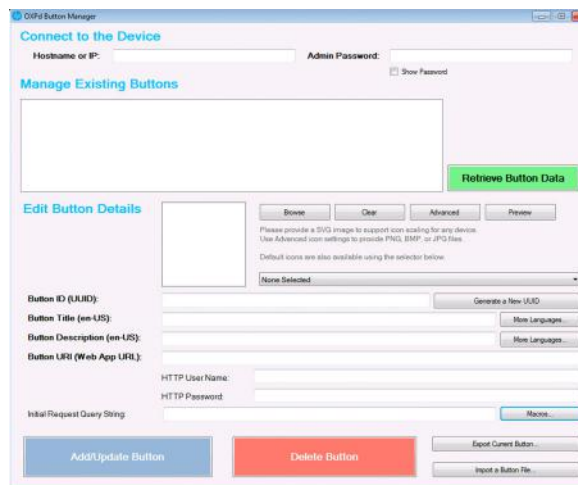 OXPd Button Manager
Connect to the Device
Hostname or IP: Admin Password:
Show Password
Manage Existing Buttons
Retrieve Button Data
Edit Button Details
Browse Clear Advanced Preview
Please provide a SVG image to support icon scaling for any device.
Use Advanced icon settings to provide PNG, BMP, or JPG files.
Default icons are also available using the selector below.
None Selected
Button ID (UUID): Generate a New UUID
Button Title (en-US): More Languages...
Button Description (en-US): More Languages...
Button URI (Web App URL):
HTTP User Name:
HTTP Password:
Initial Request Query String: Macros...
Add/Update Button Delete Button Export Current Button...
Import a Button File...